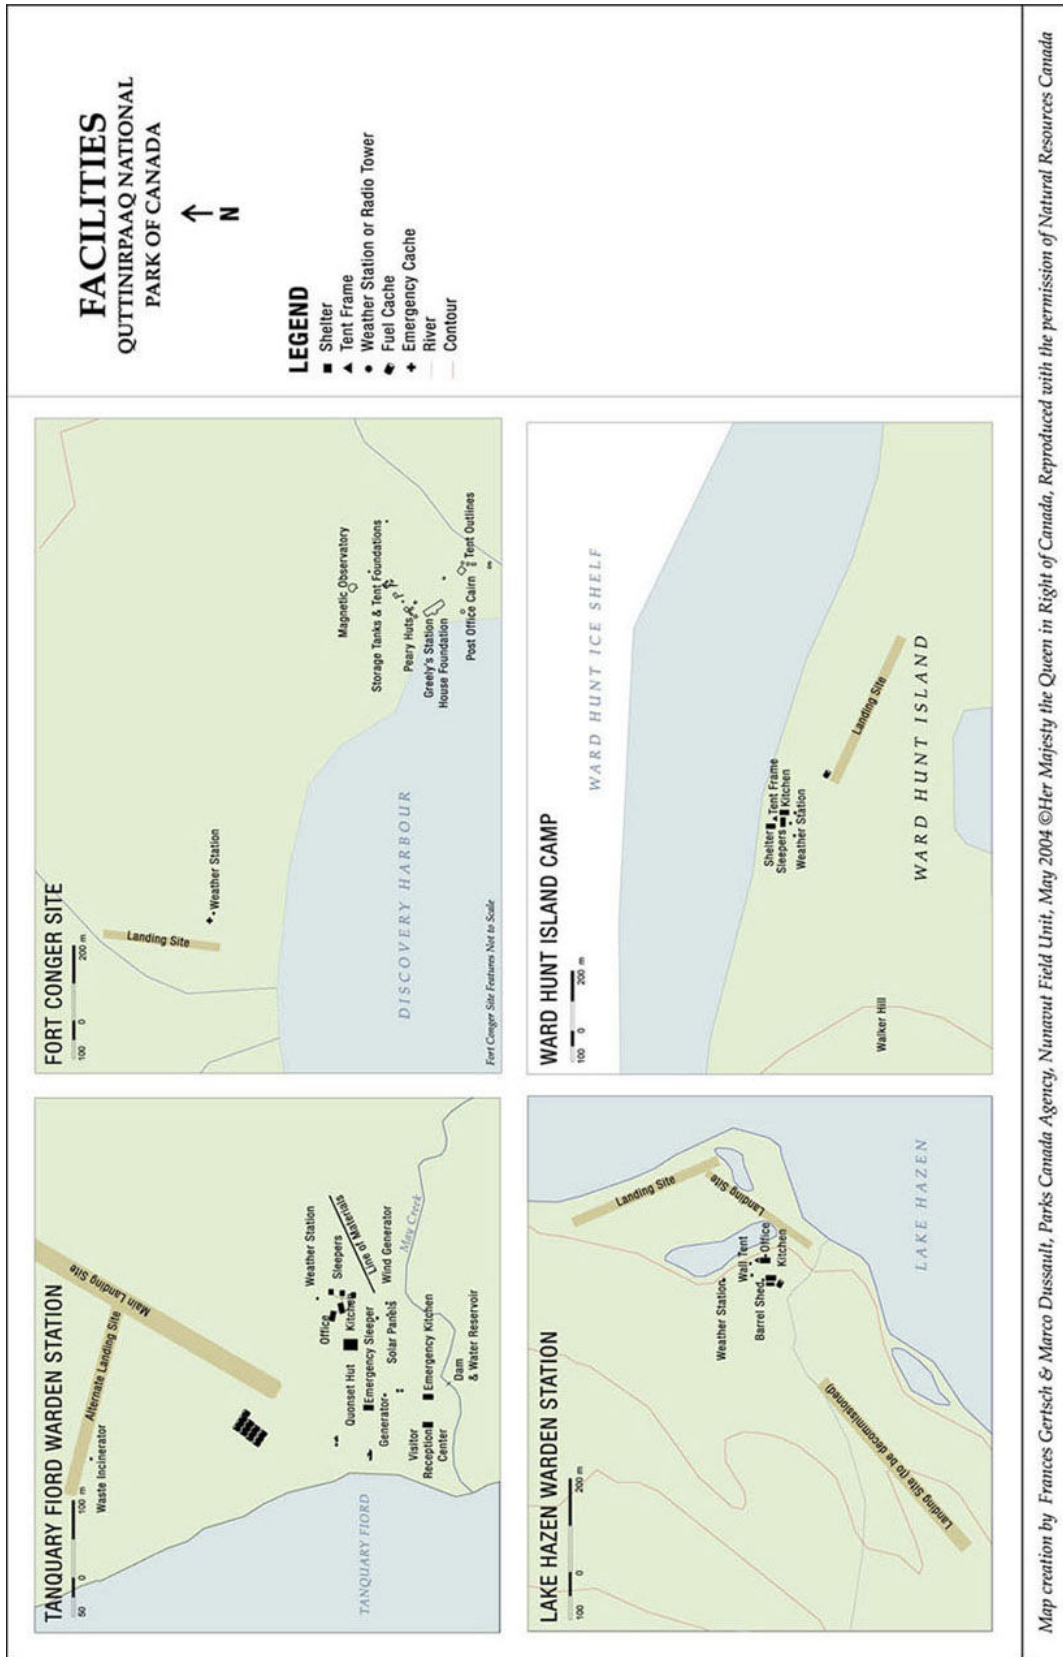 FACILITIES
QUTTINIRPAAQ NATIONAL
PARK OF CANADA
N
LEGEND
Shelter
Tent Frame
Weather Station or Radio Tower
Fuel Cache
Emergency Cache
River
Contour
TANQUARY FIORD WARDEN STATION
50 0 100 m
Main Landing Site
Alternate Landing Site
Waste Incinerator
Weather Station
Office
Sleepers
Kitchen
Line of Materials
Quonset Hut
Emergency Sleeper
Wind Generator
Solar Panels
Generator
May Creek
Visitor
Reception
Center
Emergency Kitchen
Dam
& Water Reservoir
TANQUARY FIORD
FORT CONGER SITE
100 0 200 m
Landing Site
Weather Station
Magnetic Observatory
Storage Tanks & Tent Foundations
Peary Huts
Greely's Station
House Foundation
Post Office Cairn
Tent Outlines
DISCOVERY HARBOUR
Fort Conger Site Features Not to Scale
LAKE HAZEN WARDEN STATION
100 0 200 m
Landing Site
Landing Site
Weather Station
Wall Tent
Office
Barrel Shed
Kitchen
Landing Site (to be decommissioned)
LAKE HAZEN
WARD HUNT ISLAND CAMP
100 0 200 m
WARD HUNT ICE SHELF
Shelter
Tent Frame
Sleepers
Kitchen
Weather Station
Landing Site
WARD HUNT ISLAND
Walker Hill
Map creation by Frances Gertsch & Marco Dussault, Parks Canada Agency, Nunavut Field Unit, May 2004 ©Her Majesty the Queen in Right of Canada, Reproduced with the permission of Natural Resources Canada